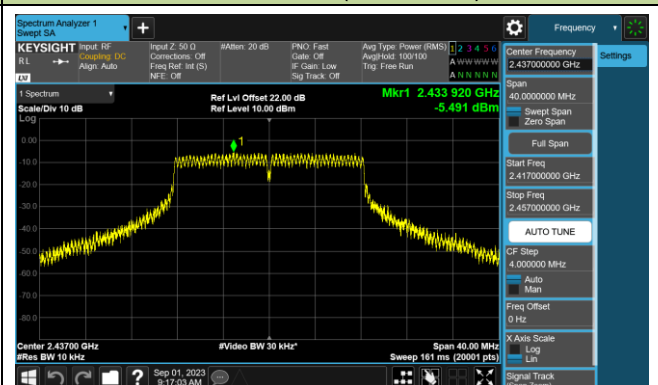 Spectrum Analyzer 1
Swept SA
Frequency
KEYSIGHT
RL
LXI
Input: RF
Coupling: DC
Align: Auto
Input Z: 50 Ω
Corrections: Off
Freq Ref: Int (S)
NFE: Off
#Atten: 20 dB
PNO: Fast
Gate: Off
IF Gain: Low
Sig Track: Off
Avg Type: Power (RMS)
Avg|Hold: 100/100
Trig: Free Run
1 2 3 4 5 6
A W W W W W
A N N N N N
1 Spectrum
Scale/Div 10 dB
Log
Ref Lvl Offset 22.00 dB
Ref Level 10.00 dBm
Mkr1 2.433 920 GHz
-5.491 dBm
1
0.00
-10.0
-20.0
-30.0
-40.0
-50.0
-60.0
-70.0
-80.0
Center 2.43700 GHz
#Res BW 10 kHz
#Video BW 30 kHz*
Span 40.00 MHz
Sweep 161 ms (20001 pts)
Sep 01, 2023
9:17:03 AM
Center Frequency
2.437000000 GHz
Span
40.0000000 MHz
Swept Span
Zero Span
Full Span
Start Freq
2.417000000 GHz
Stop Freq
2.457000000 GHz
AUTO TUNE
CF Step
4.000000 MHz
Auto
Man
Freq Offset
0 Hz
X Axis Scale
Log
Lin
Signal Track
Settings